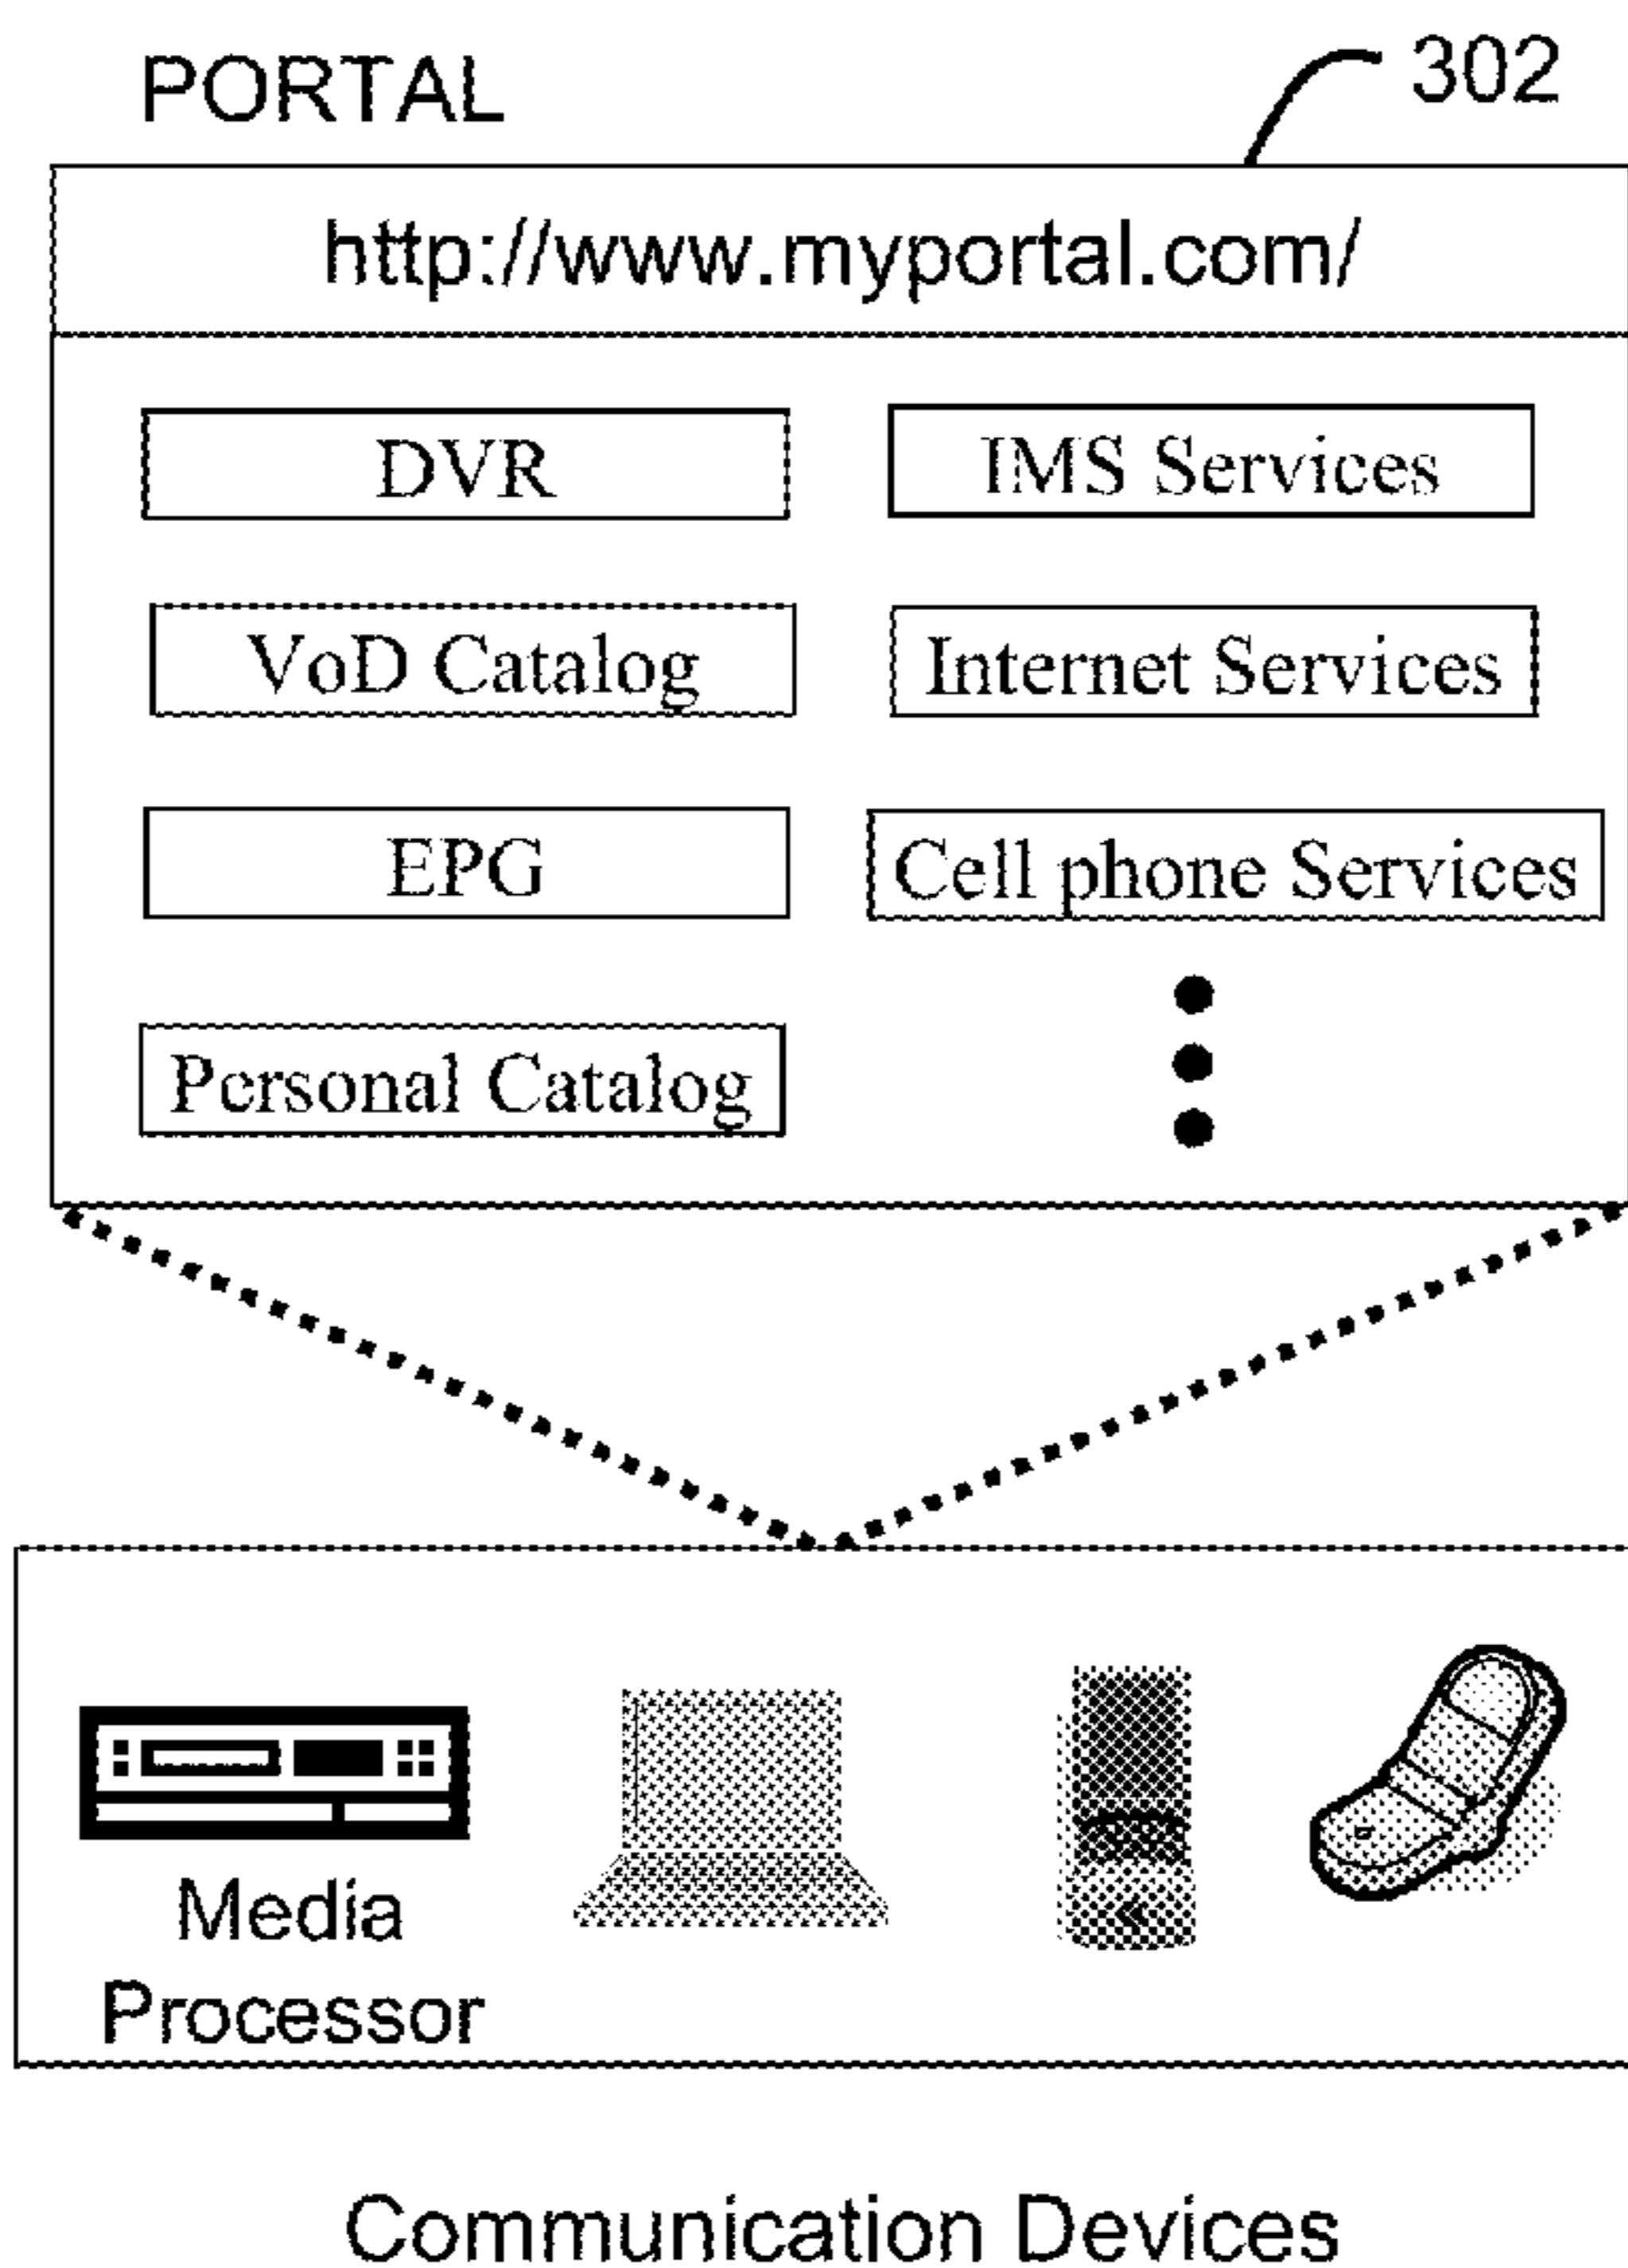 PORTAL
302
http://www.myportal.com/
DVR
IMS Services
VoD Catalog
Internet Services
EPG
Cell phone Services
Personal Catalog
Media
Processor
Communication Devices